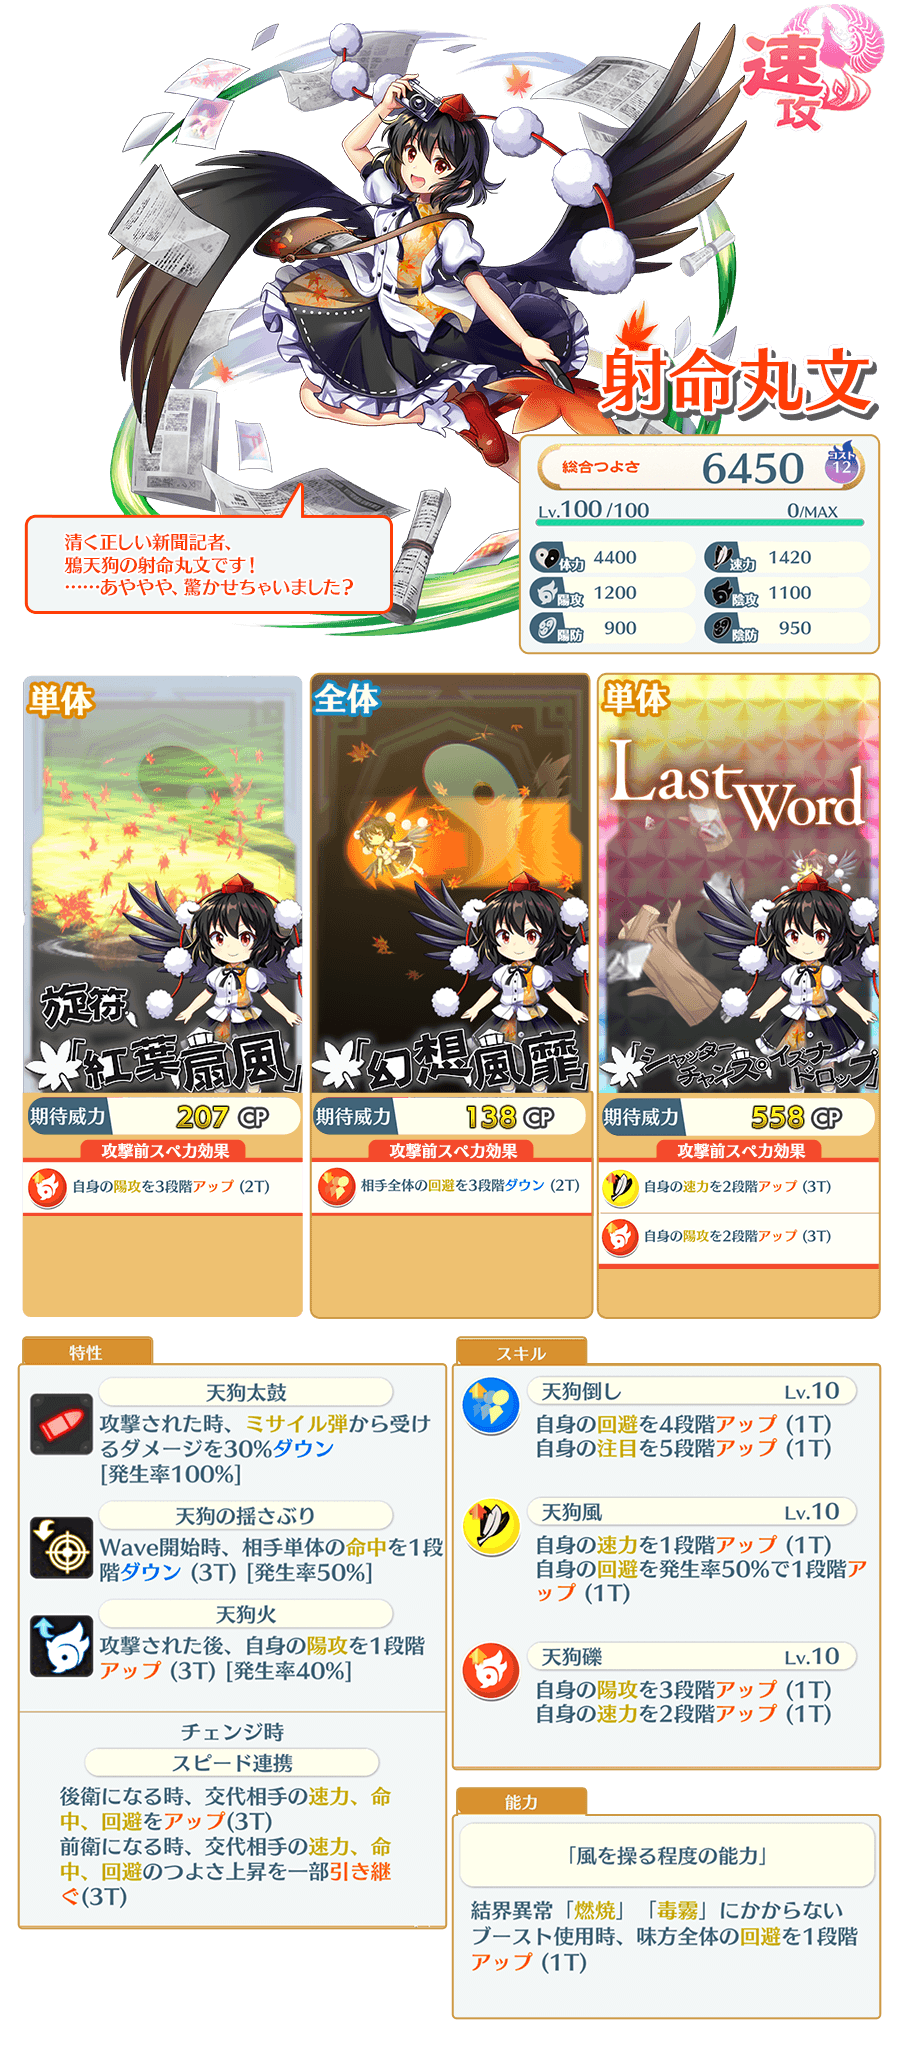 速攻
射命丸文
総合つよさ 6450 コスト12
Lv.100/100 0/MAX
体力 4400 速力 1420
陽攻 1200 陰攻 1100
陽防 900 陰防 950
清く正しい新聞記者、
鴉天狗の射命丸文です！
……あややや、驚かせちゃいました？
単体
旋符
「紅葉扇風」
期待威力 207 CP
攻撃前スペカ効果
自身の陽攻を3段階アップ (2T)
全体
「幻想風靡」
期待威力 138 CP
攻撃前スペカ効果
相手全体の回避を3段階ダウン (2T)
単体
Last Word
「シャッターチャンス・イズナドロップ」
期待威力 558 CP
攻撃前スペカ効果
自身の速力を2段階アップ (3T)
自身の陽攻を2段階アップ (3T)
特性
天狗太鼓
攻撃された時、ミサイル弾から受け
るダメージを30%ダウン
[発生率100%]
天狗の揺さぶり
Wave開始時、相手単体の命中を1段
階ダウン (3T) [発生率50%]
天狗火
攻撃された後、自身の陽攻を1段階
アップ (3T) [発生率40%]
チェンジ時
スピード連携
後衛になる時、交代相手の速力、命
中、回避をアップ(3T)
前衛になる時、交代相手の速力、命
中、回避のつよさ上昇を一部引き継
ぐ(3T)
スキル
天狗倒し Lv.10
自身の回避を4段階アップ (1T)
自身の注目を5段階アップ (1T)
天狗風 Lv.10
自身の速力を1段階アップ (1T)
自身の回避を発生率50%で1段階ア
ップ (1T)
天狗礫 Lv.10
自身の陽攻を3段階アップ (1T)
自身の速力を2段階アップ (1T)
能力
「風を操る程度の能力」
結界異常「燃焼」「毒霧」にかからない
ブースト使用時、味方全体の回避を1段階
アップ (1T)